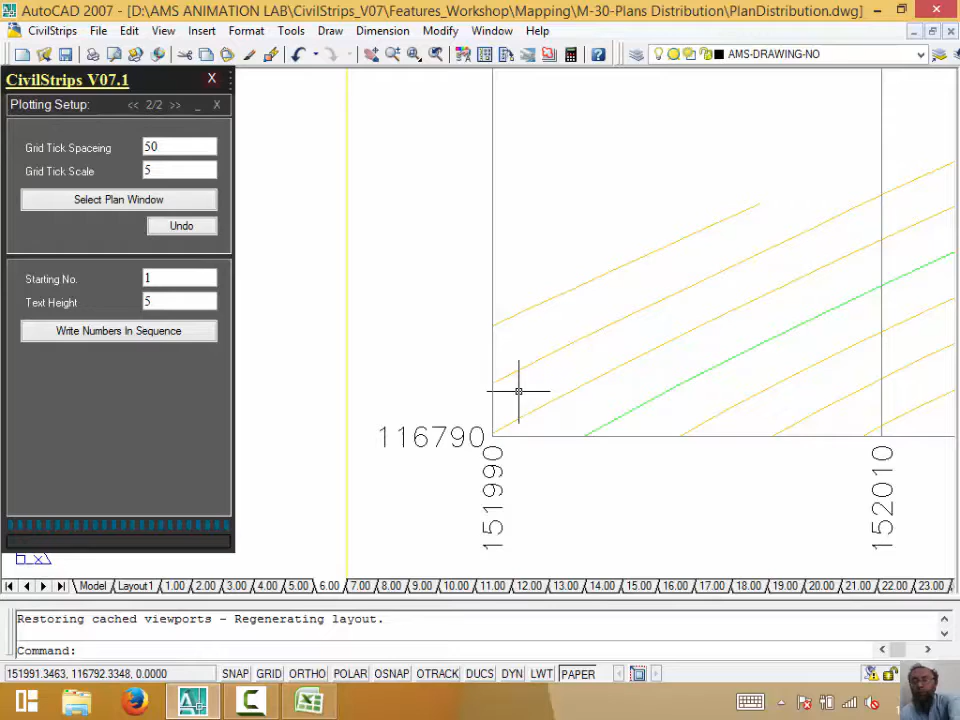 AutoCAD 2007 - [D:\AMS ANIMATION LAB\CivilStrips_V07\Features_Workshop\Mapping\M-30-Plans Distribution\PlanDistribution.dwg]
CivilStrips File Edit View Insert Format Tools Draw Dimension Modify Window Help
AMS-DRAWING-NO
CivilStrips V07.1 X
Plotting Setup: << 2/2 >> _ X
Grid Tick Spaceing 50
Grid Tick Scale 5
Select Plan Window
Undo
Starting No. 1
Text Height 5
Write Numbers In Sequence
116790
151990
152010
Model Layout1 1.00 2.00 3.00 4.00 5.00 6.00 7.00 8.00 9.00 10.00 11.00 12.00 13.00 14.00 15.00 16.00 17.00 18.00 19.00 20.00 21.00 22.00 23.00
Restoring cached viewports - Regenerating layout.
Command:
151991.3463, 116792.3348, 0.0000 SNAP GRID ORTHO POLAR OSNAP OTRACK DUCS DYN LWT PAPER